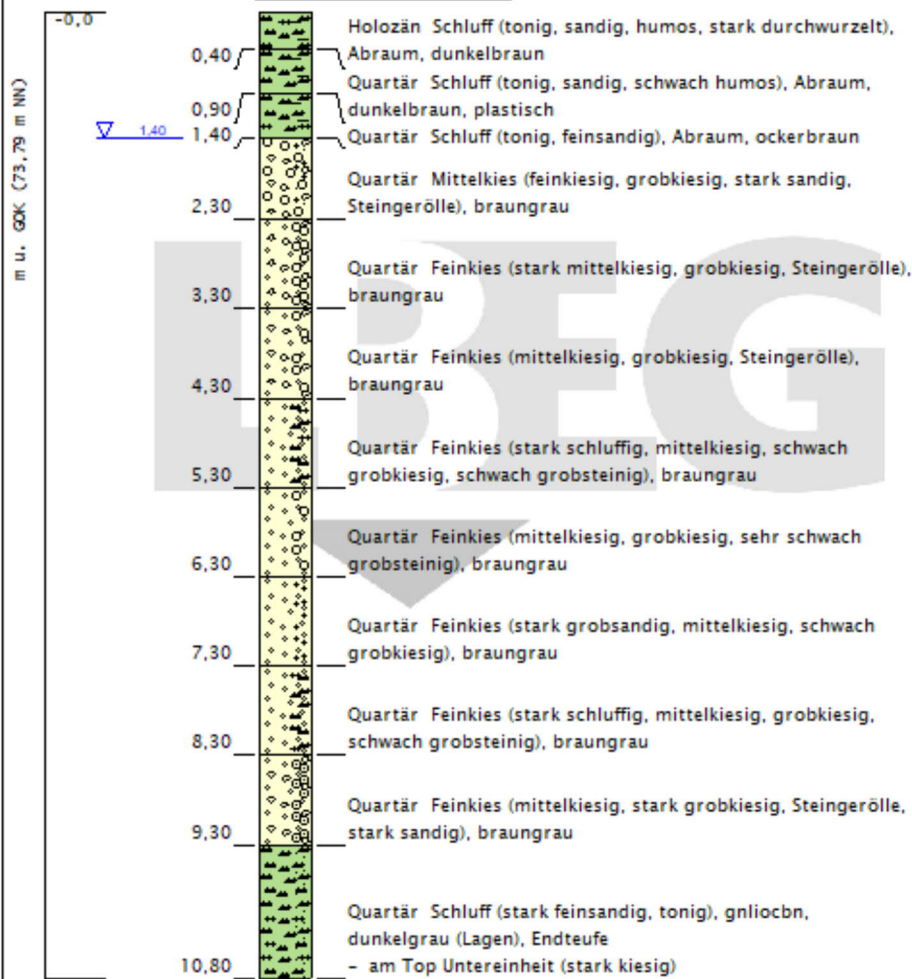 -0,0
m u. GOK (73,79 m NN)
Holozän Schluff (tonig, sandig, humos, stark durchwurzelt),
0,40 Abraum, dunkelbraun
Quartär Schluff (tonig, sandig, schwach humos), Abraum,
0,90 dunkelbraun, plastisch
1,40 1,40 Quartär Schluff (tonig, feinsandig), Abraum, ockerbraun
Quartär Mittelkies (feinkiesig, grobkiesig, stark sandig,
2,30 Steingerölle), braungrau
Quartär Feinkies (stark mittelkiesig, grobkiesig, Steingerölle),
3,30 braungrau
Quartär Feinkies (mittelkiesig, grobkiesig, Steingerölle),
4,30 braungrau
Quartär Feinkies (stark schluffig, mittelkiesig, schwach
5,30 grobkiesig, schwach grobsteinig), braungrau
Quartär Feinkies (mittelkiesig, grobkiesig, sehr schwach
6,30 grobsteinig), braungrau
Quartär Feinkies (stark grobsandig, mittelkiesig, schwach
7,30 grobkiesig), braungrau
Quartär Feinkies (stark schluffig, mittelkiesig, grobkiesig,
8,30 schwach grobsteinig), braungrau
Quartär Feinkies (mittelkiesig, stark grobkiesig, Steingerölle,
9,30 stark sandig), braungrau
Quartär Schluff (stark feinsandig, tonig), gnliocbn,
dunkelgrau (Lagen), Endteufe
10,80 - am Top Untereinheit (stark kiesig)
LBEG